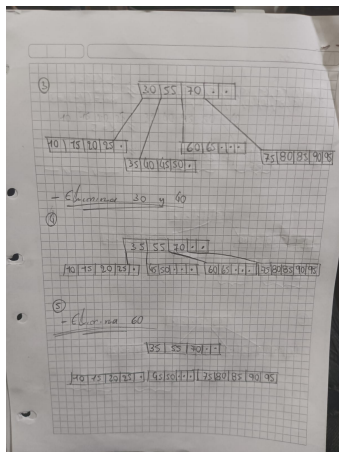 3
30 | 55 | 70 | · | ·
10 | 15 | 20 | 25 | ·
60 | 65 | · | · | ·
35 | 40 | 45 | 50 | ·
75 | 80 | 85 | 90 | 95
- Eliminar 30 y 40
4
35 | 55 | 70 | · | ·
10 | 15 | 20 | 25 | · | 45 | 50 | · | · | · | 60 | 65 | · | · | · | 75 | 80 | 85 | 90 | 95
5
- Elimina 60
35 | 55 | 70 | · | ·
10 | 15 | 20 | 25 | · | 45 | 50 | · | · | · | 75 | 80 | 85 | 90 | 95